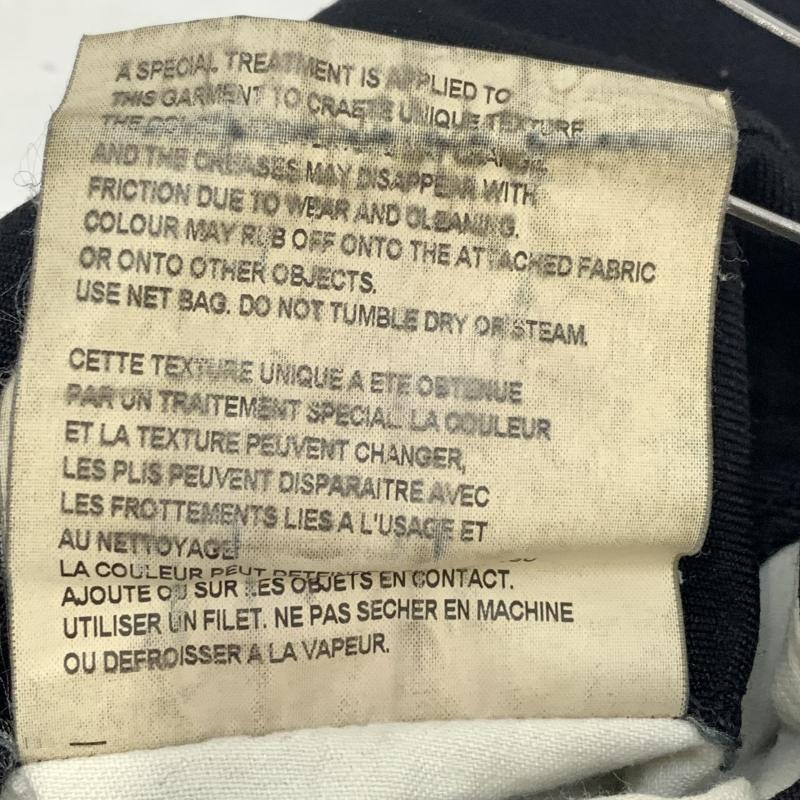 A SPECIAL TREATMENT IS APPLIED TO
THIS GARMENT TO CRAETE UNIQUE TEXTURE
AND THE CREASES MAY DISAPPEAR WITH
FRICTION DUE TO WEAR AND CLEANING.
COLOUR MAY RUB OFF ONTO THE ATTACHED FABRIC
OR ONTO OTHER OBJECTS.
USE NET BAG. DO NOT TUMBLE DRY OR STEAM.
CETTE TEXTURE UNIQUE A ETE OBTENUE
PAR UN TRAITEMENT SPECIAL. LA COULEUR
ET LA TEXTURE PEUVENT CHANGER,
LES PLIS PEUVENT DISPARAITRE AVEC
LES FROTTEMENTS LIES A L'USAGE ET
AU NETTOYAGE
LA COULEUR PEUT
AJOUTE OU SUR LES OBJETS EN CONTACT.
UTILISER UN FILET. NE PAS SECHER EN MACHINE
OU DEFROISSER A LA VAPEUR.